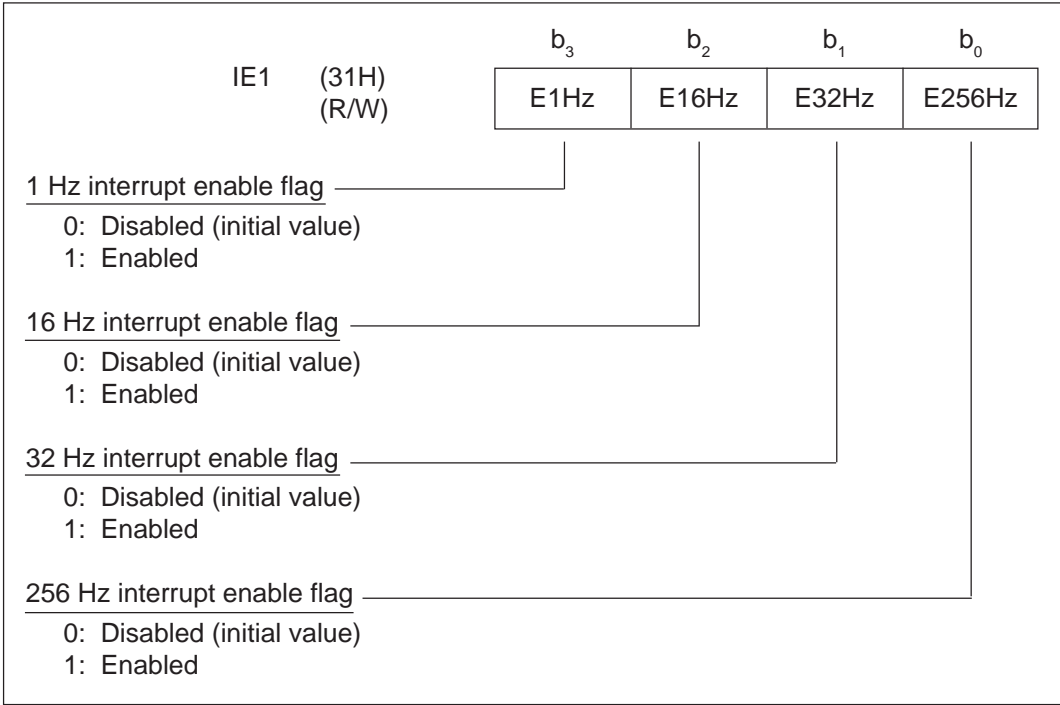 b3 b2 b1 b0
IE1 (31H) E1Hz E16Hz E32Hz E256Hz
(R/W)
1 Hz interrupt enable flag
0: Disabled (initial value)
1: Enabled
16 Hz interrupt enable flag
0: Disabled (initial value)
1: Enabled
32 Hz interrupt enable flag
0: Disabled (initial value)
1: Enabled
256 Hz interrupt enable flag
0: Disabled (initial value)
1: Enabled